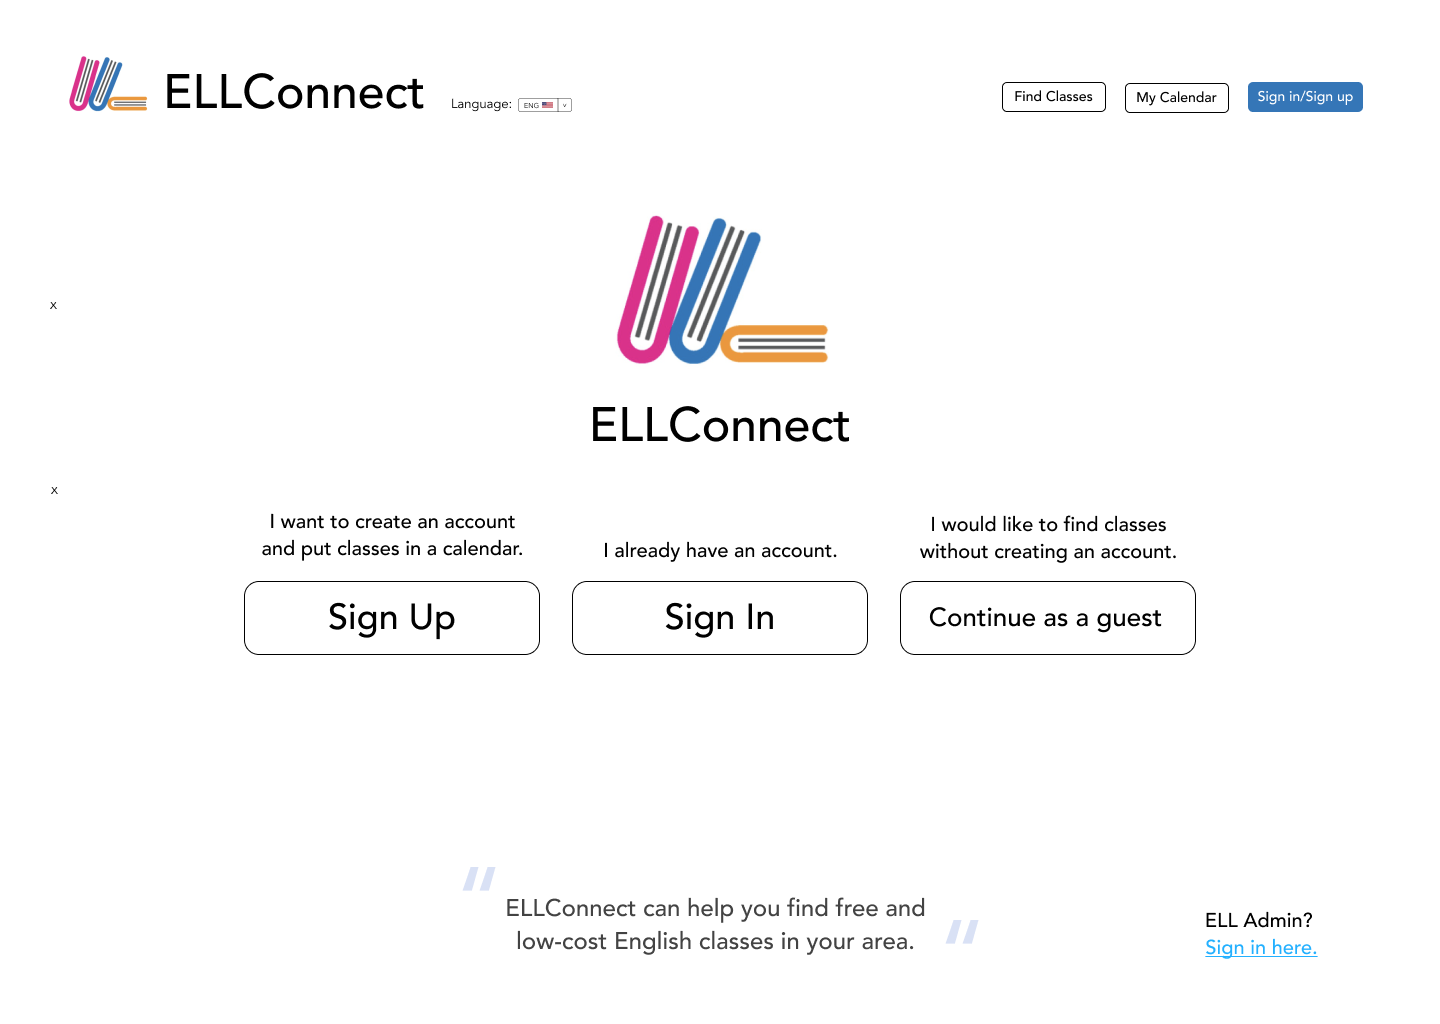 ELLConnect
Language: ENG v
Find Classes
My Calendar
Sign in/Sign up
x
ELLConnect
x
I want to create an account
and put classes in a calendar.
Sign Up
I already have an account.
Sign In
I would like to find classes
without creating an account.
Continue as a guest
"
ELLConnect can help you find free and
low-cost English classes in your area.
"
ELL Admin?
Sign in here.